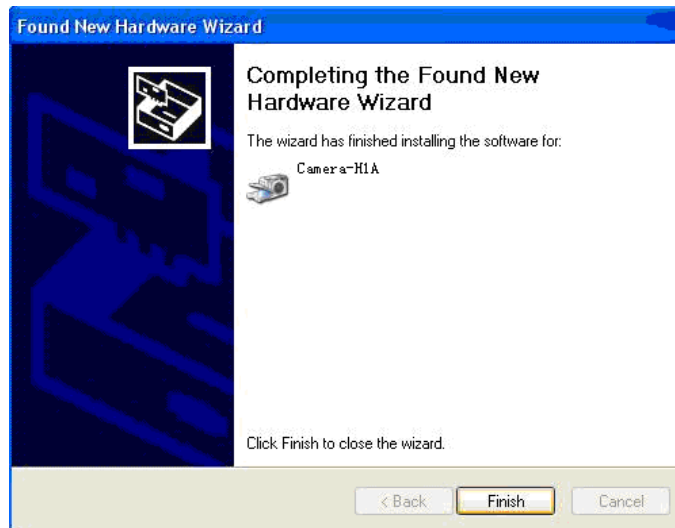 Found New Hardware Wizard
Completing the Found New
Hardware Wizard
The wizard has finished installing the software for:
Camera-H1A
Click Finish to close the wizard.
< Back
Finish
Cancel